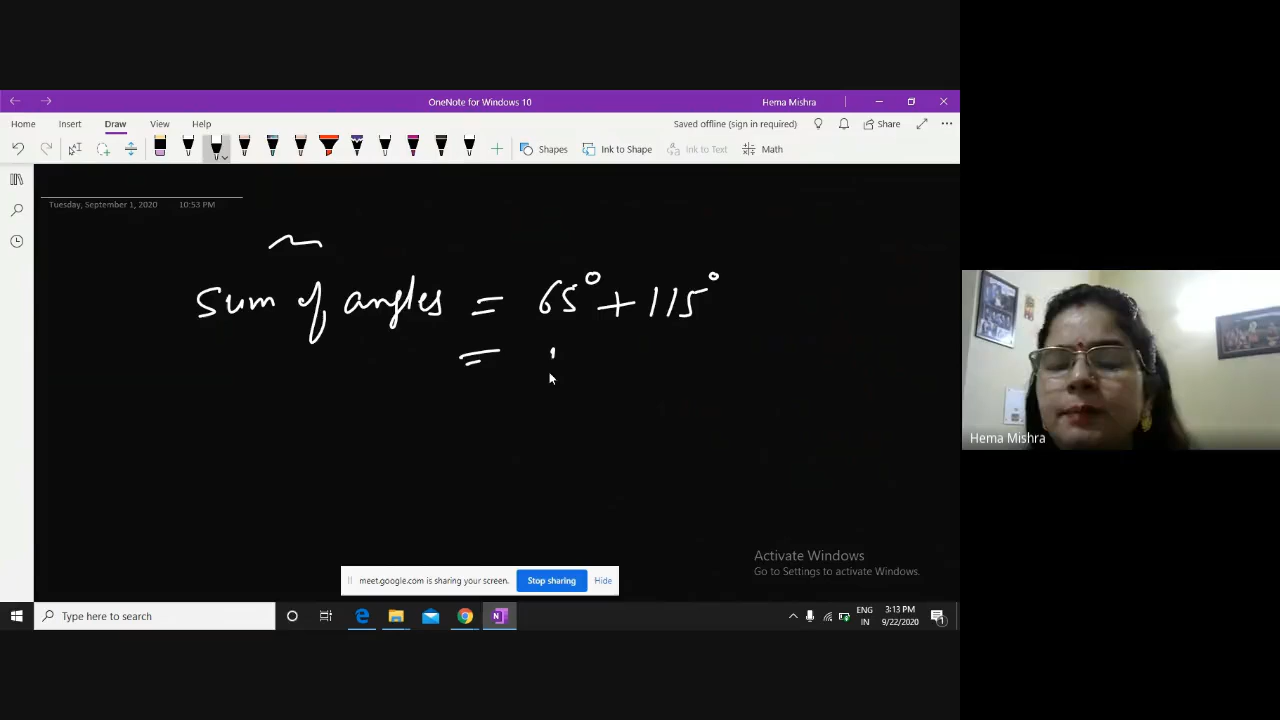 OneNote for Windows 10
Hema Mishra
Home Insert Draw View Help
Saved offline (sign in required)
Share
Shapes
Ink to Shape
Ink to Text
Math
Tuesday, September 1, 2020 10:53 PM
Sum of angles = 65° + 115°
=
Hema Mishra
Activate Windows
Go to Settings to activate Windows.
meet.google.com is sharing your screen. Stop sharing Hide
Type here to search
ENG
IN
3:13 PM
9/22/2020